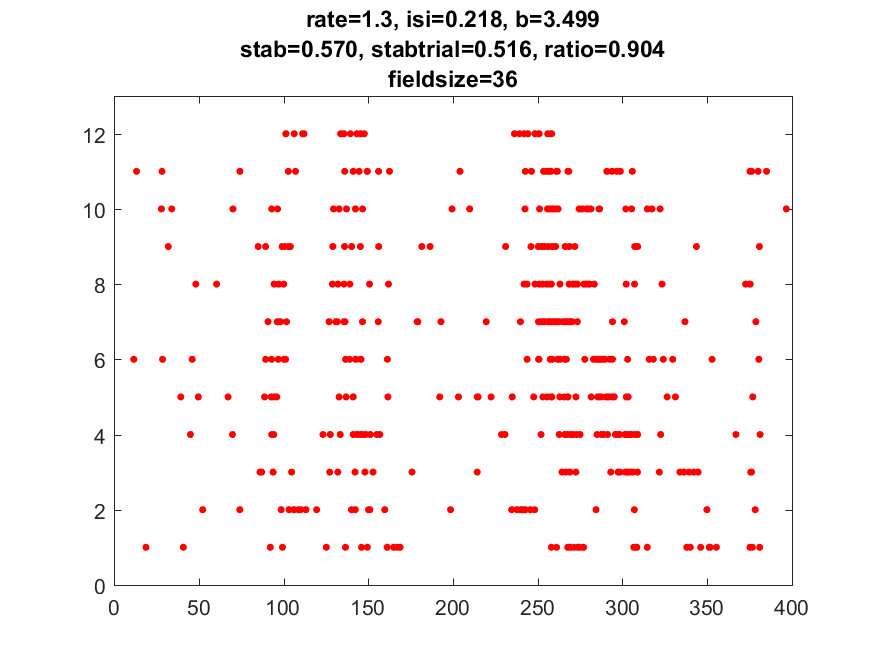 rate=1.3, isi=0.218, b=3.499
stab=0.570, stabtrial=0.516, ratio=0.904
fieldsize=36
12
10
8
6
4
2
0
0 50 100 150 200 250 300 350 400